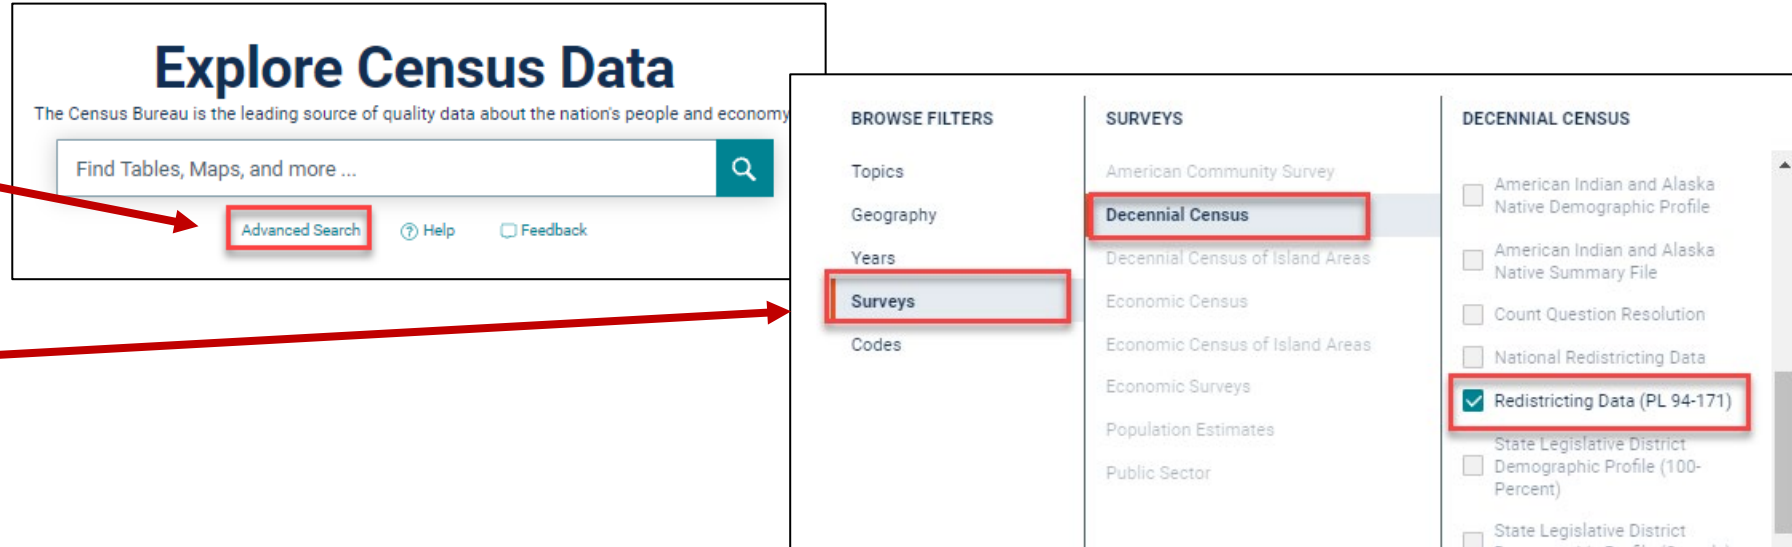 Explore Census Data
The Census Bureau is the leading source of quality data about the nation's people and economy
Find Tables, Maps, and more ...
Advanced Search
Help
Feedback
BROWSE FILTERS
Topics
Geography
Years
Surveys
Codes
SURVEYS
American Community Survey
Decennial Census
Decennial Census of Island Areas
Economic Census
Economic Census of Island Areas
Economic Surveys
Population Estimates
Public Sector
DECENNIAL CENSUS
American Indian and Alaska
Native Demographic Profile
American Indian and Alaska
Native Summary File
Count Question Resolution
National Redistricting Data
Redistricting Data (PL 94-171)
State Legislative District
Demographic Profile (100-
Percent)
State Legislative District